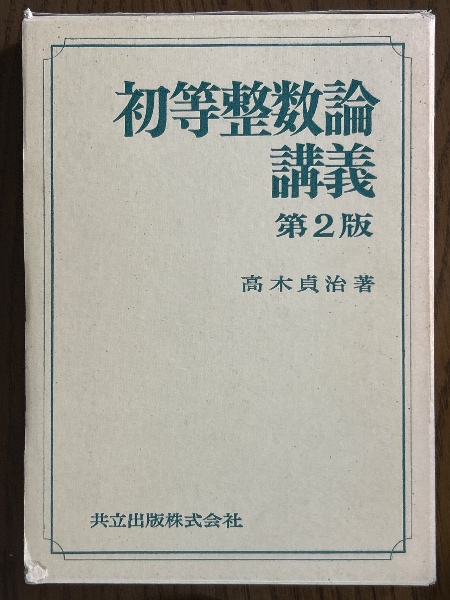 初等整数論
講義
第2版
高木貞治著
共立出版株式会社